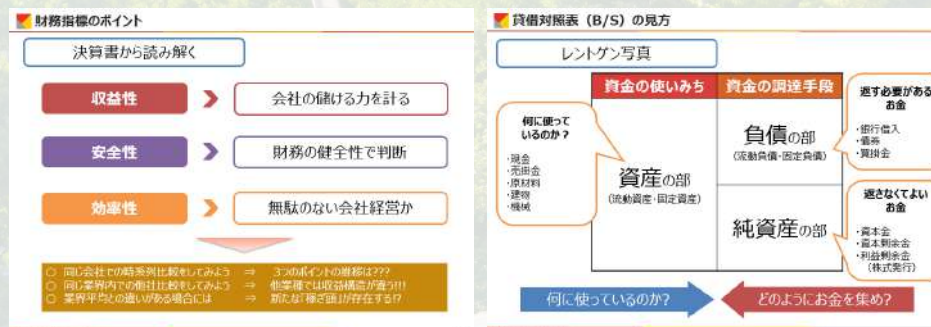 財務指標のポイント
決算書から読み解く
収益性
会社の儲ける力を計る
安全性
財務の健全性で判断
効率性
無駄のない会社経営か
○ 同じ会社での時系列比較をしてみよう ⇒ 3つのポイントの推移は???
○ 同じ業界内での他社比較をしてみよう ⇒ 他業種では収益構造が違う!!!
○ 業界平均との違いがある場合には ⇒ 新たな「稼ぎ頭」が存在する!?
貸借対照表（B/S）の見方
レントゲン写真
資金の使いみち
資金の調達手段
何に使って
いるのか？
・現金
・売掛金
・原材料
・建物
・機械
資産の部
（流動資産・固定資産）
負債の部
（流動負債・固定負債）
純資産の部
返す必要がある
お金
・銀行借入
・債券
・買掛金
返さなくてよい
お金
・資本金
・資本剰余金
・利益剰余金
（株式発行）
何に使っているのか?
どのようにお金を集め?